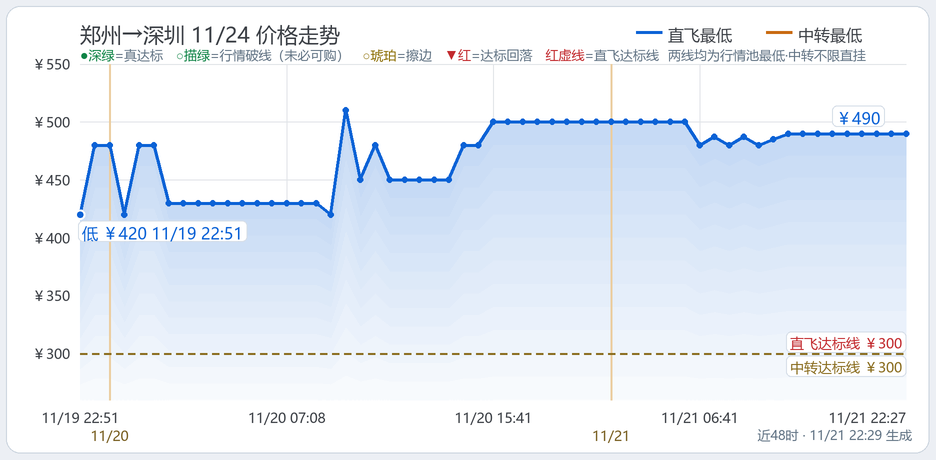 郑州→深圳 11/24 价格走势
直飞最低 中转最低
●深绿=真达标 ○描绿=行情破线（未必可购） ○琥珀=擦边 ▼红=达标回落 红虚线=直飞达标线 两线均为行情池最低·中转不限直挂
¥550
¥500
¥450
¥400
¥350
¥300
¥490
低 ¥420 11/19 22:51
直飞达标线 ¥300
中转达标线 ¥300
11/19 22:51 11/20 07:08 11/20 15:41 11/21 06:41 11/21 22:27
11/20 11/21
近48时 · 11/21 22:29 生成